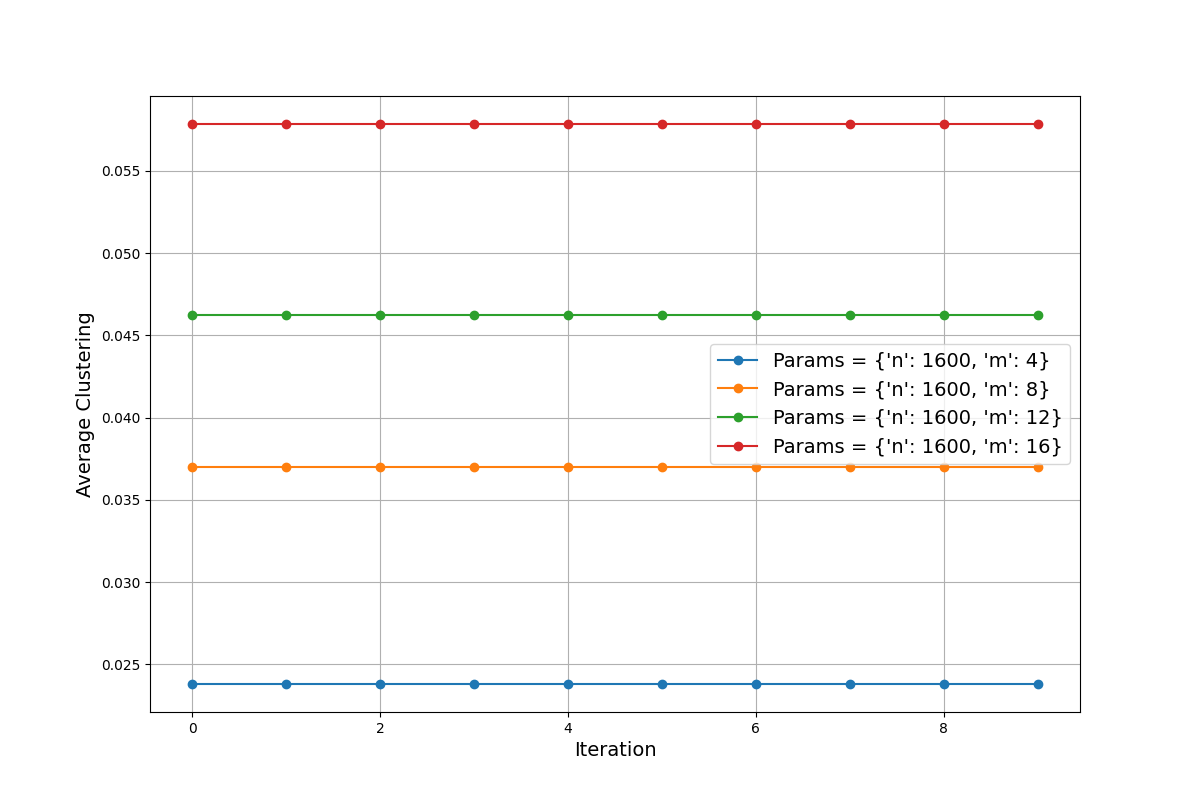 0.055
0.050
0.045
0.040
0.035
0.030
0.025
Average Clustering
Params = {'n': 1600, 'm': 4}
Params = {'n': 1600, 'm': 8}
Params = {'n': 1600, 'm': 12}
Params = {'n': 1600, 'm': 16}
0 2 4 6 8
Iteration